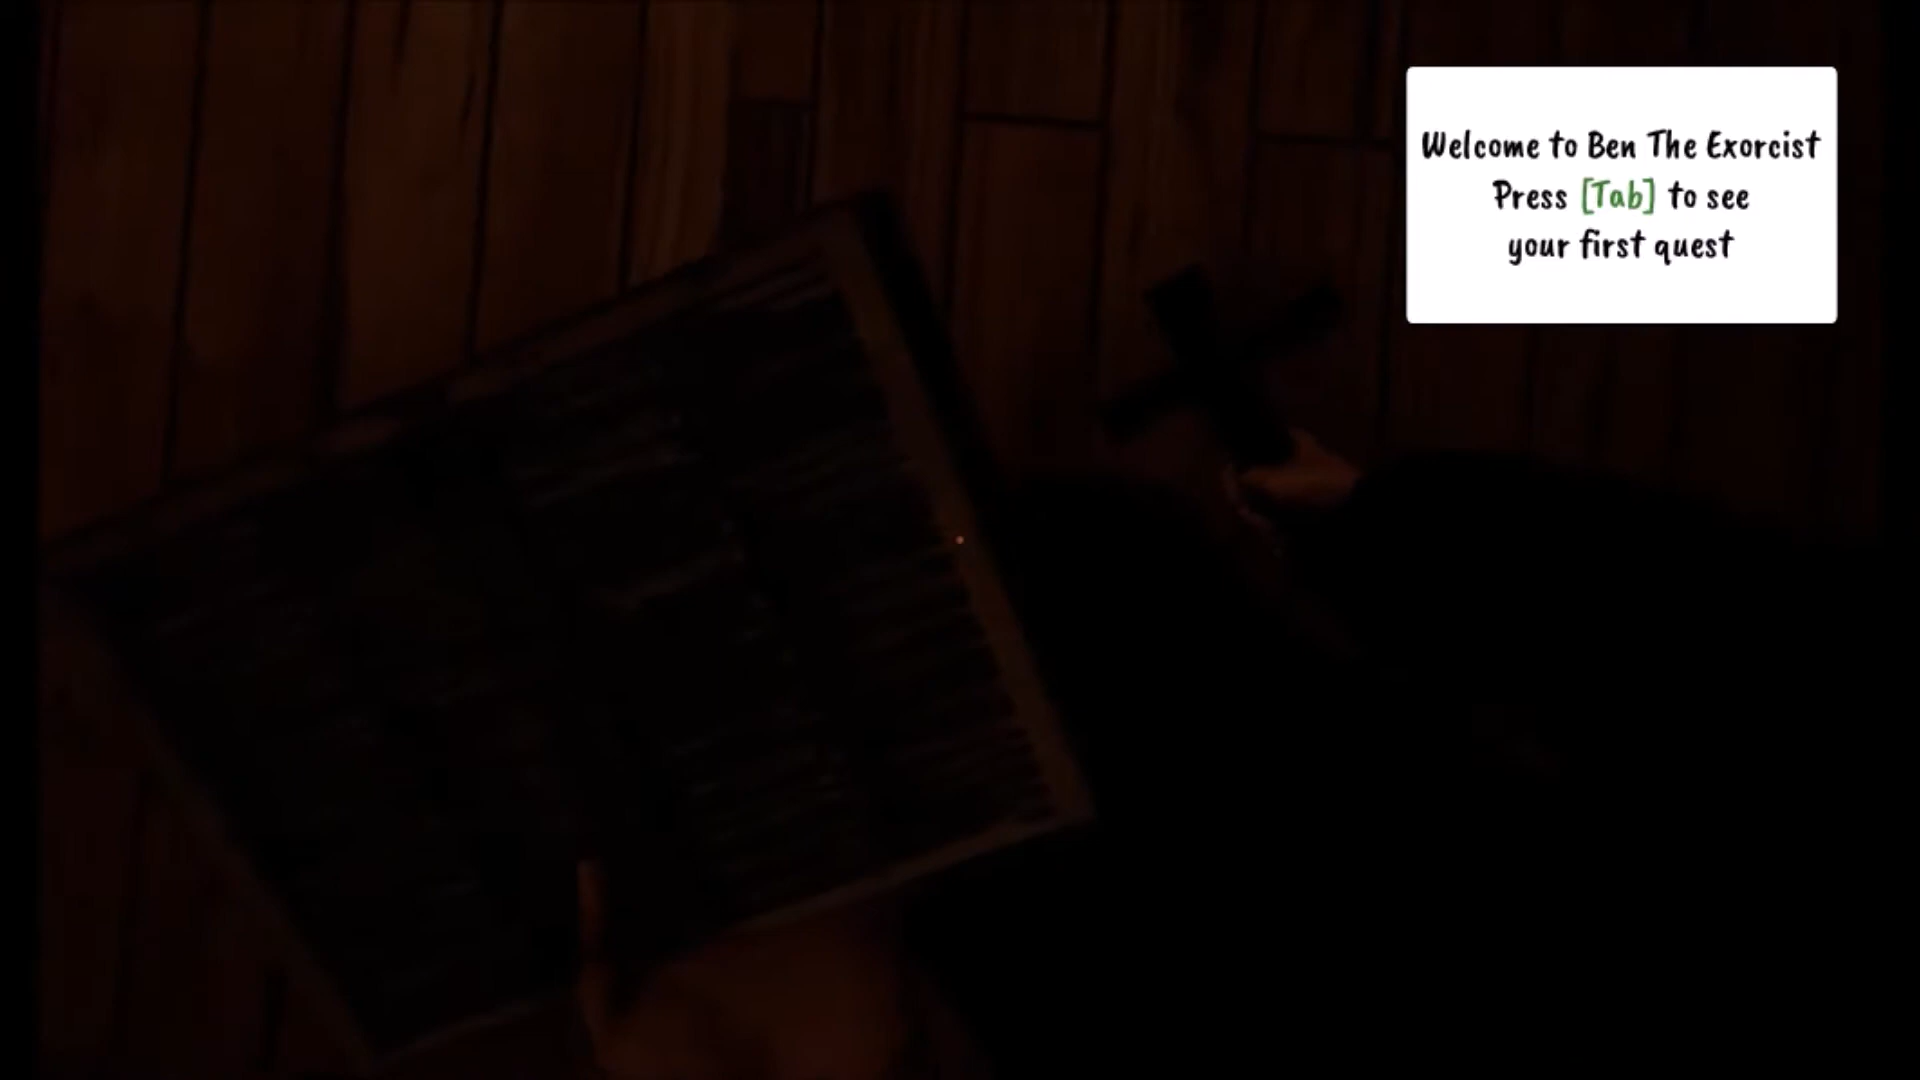 Welcome to Ben The Exorcist
Press [Tab] to see
your first quest